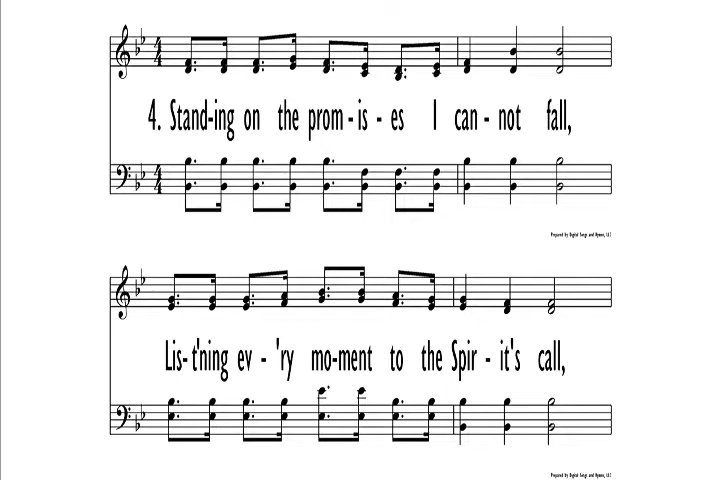 4. Stand-ing on the prom - is - es I can - not fall,
Prepared by Digital Songs and Hymns, LLC
Lis-t'ning ev - 'ry mo-ment to the Spir - it's call,
Prepared by Digital Songs and Hymns, LLC